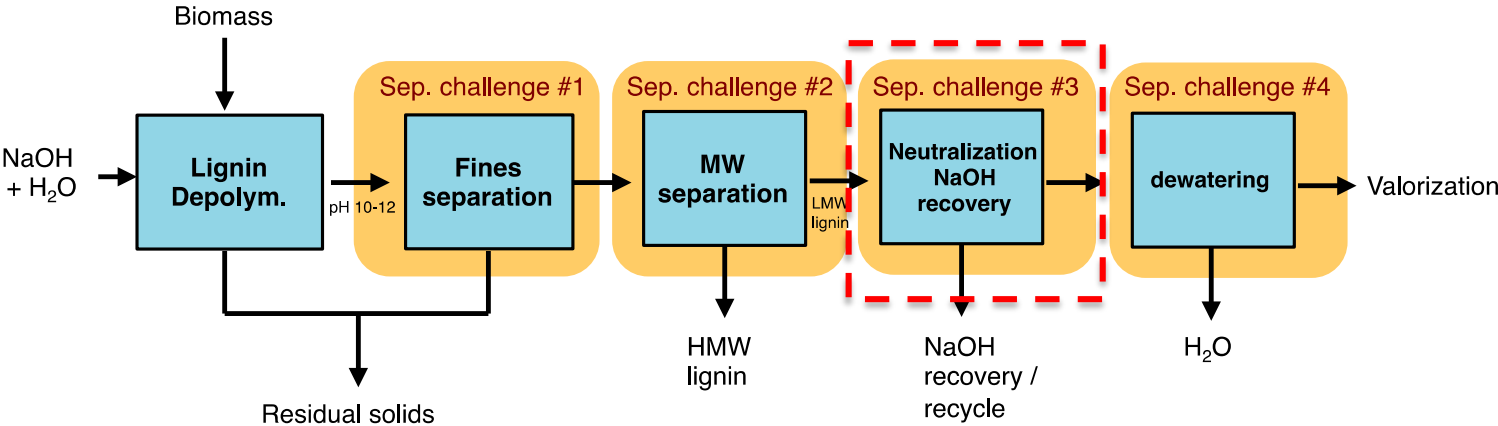 Biomass
NaOH
+ H₂O
Lignin
Depolym.
pH 10-12
Sep. challenge #1
Fines
separation
Sep. challenge #2
MW
separation
LMW
lignin
Sep. challenge #3
Neutralization
NaOH
recovery
Sep. challenge #4
dewatering
Valorization
Residual solids
HMW
lignin
NaOH
recovery /
recycle
H₂O